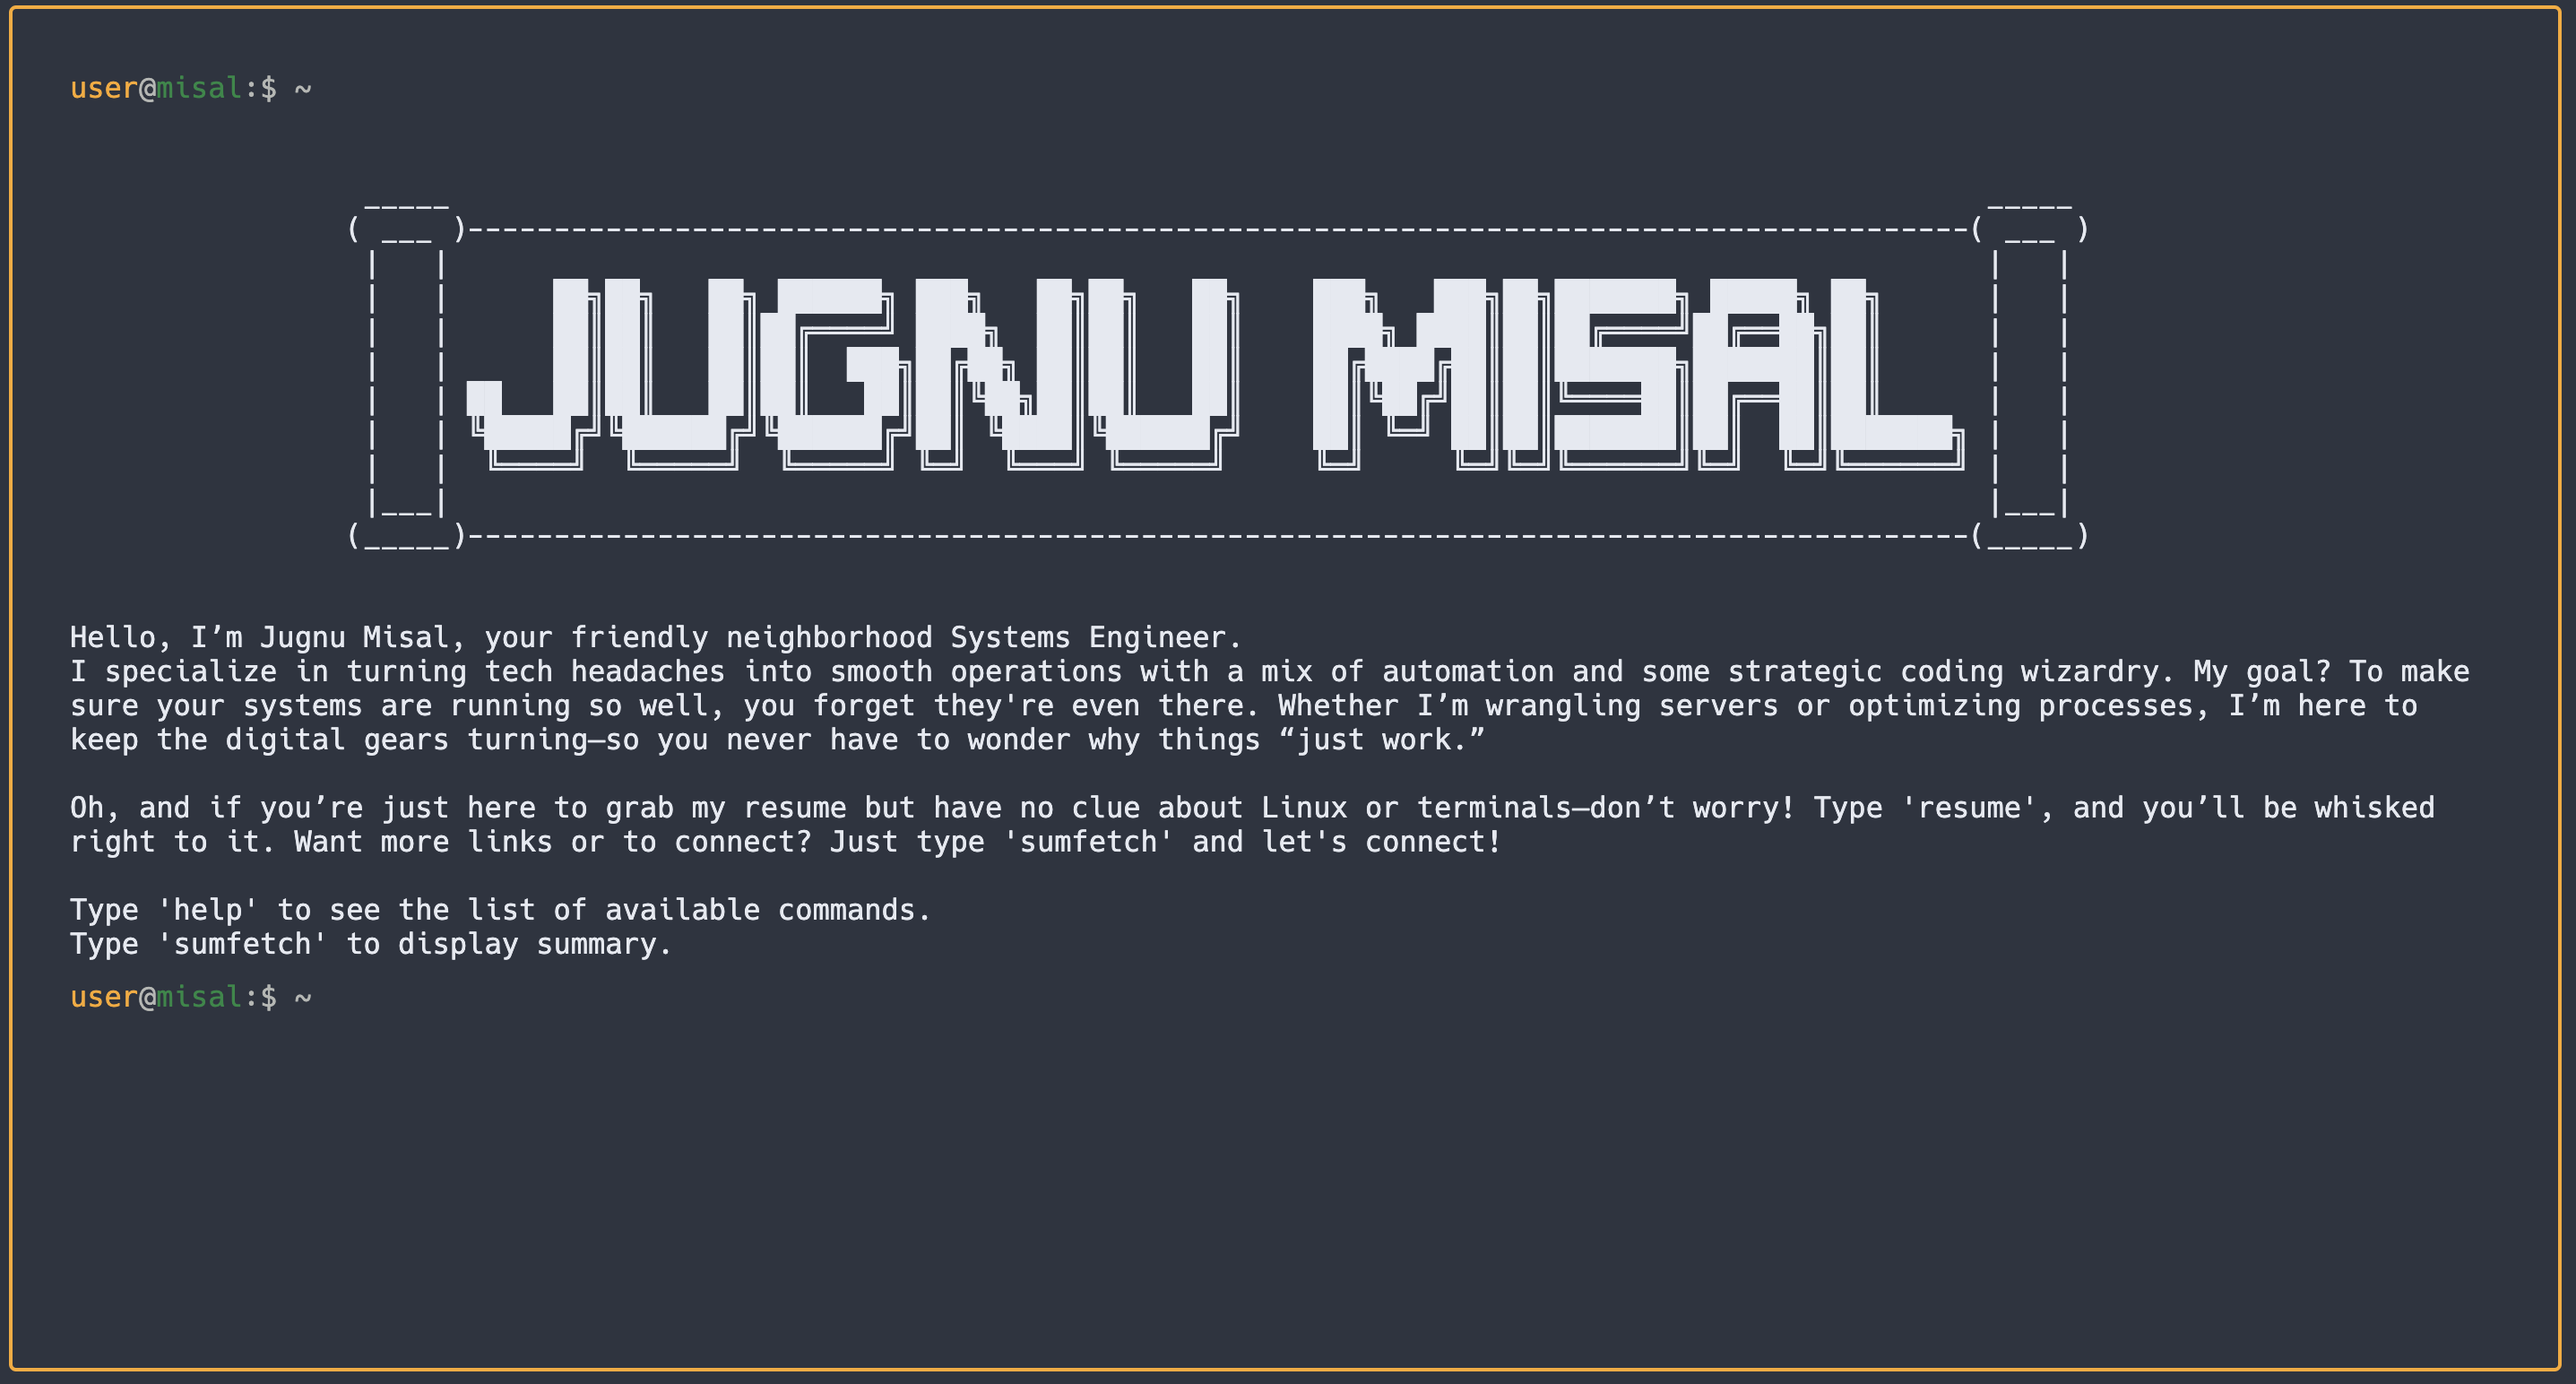 user@misal:$ ~
JUGNU MISAL
Hello, I’m Jugnu Misal, your friendly neighborhood Systems Engineer.
I specialize in turning tech headaches into smooth operations with a mix of automation and some strategic coding wizardry. My goal? To make
sure your systems are running so well, you forget they're even there. Whether I’m wrangling servers or optimizing processes, I’m here to
keep the digital gears turning—so you never have to wonder why things “just work.”
Oh, and if you’re just here to grab my resume but have no clue about Linux or terminals—don’t worry! Type 'resume', and you’ll be whisked
right to it. Want more links or to connect? Just type 'sumfetch' and let's connect!
Type 'help' to see the list of available commands.
Type 'sumfetch' to display summary.
user@misal:$ ~